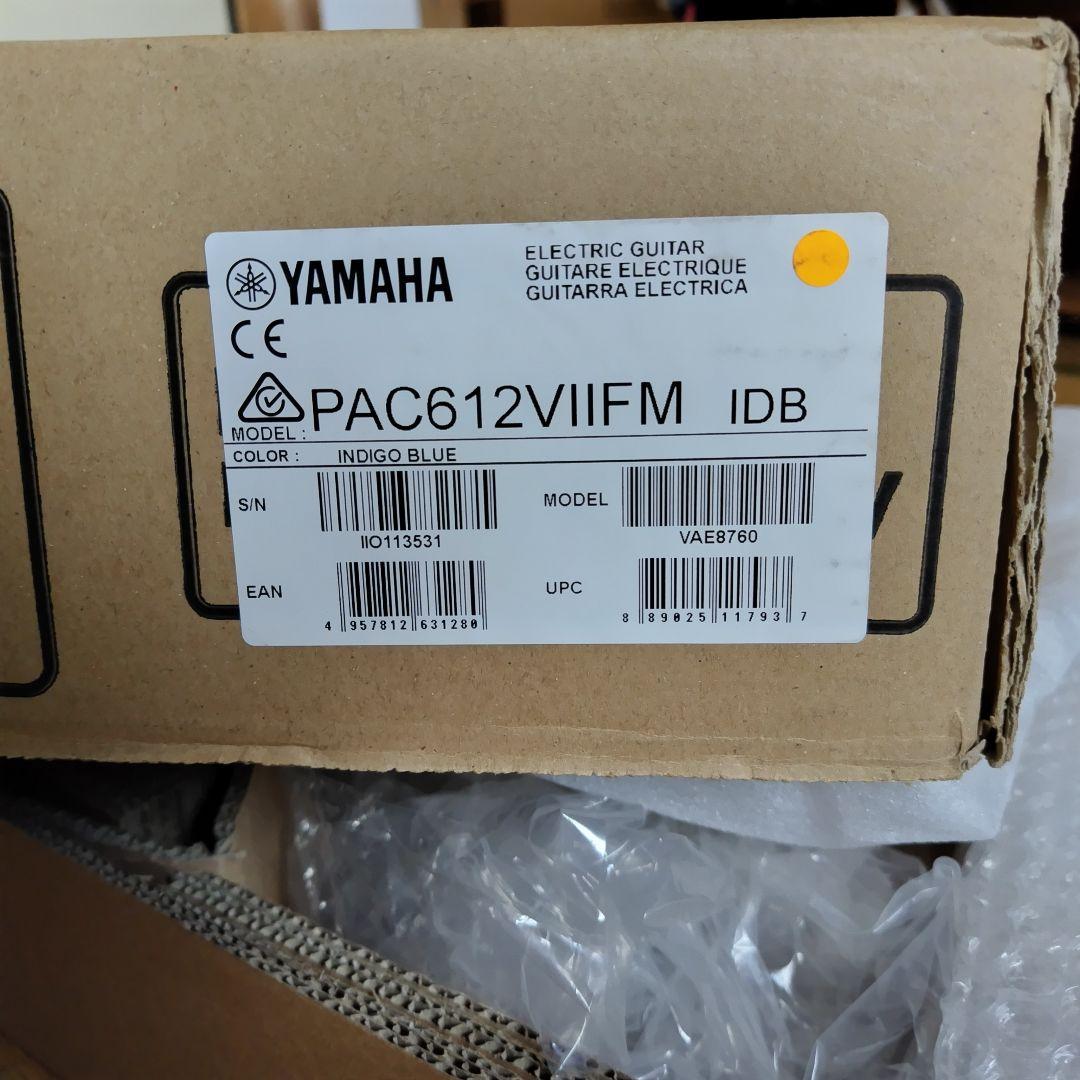 YAMAHA
ELECTRIC GUITAR
GUITARE ELECTRIQUE
GUITARRA ELECTRICA
CE
MODEL : PAC612VIIFM IDB
COLOR : INDIGO BLUE
S/N
IIO113531
MODEL
VAE8760
EAN
4 957812 631280
UPC
8 89025 11793 7